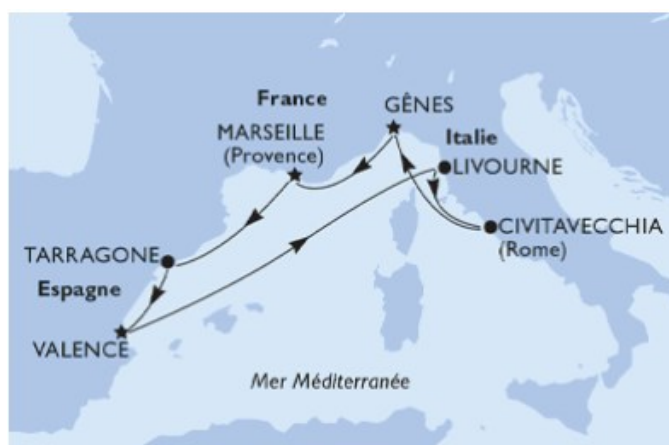 France
GÊNES
MARSEILLE
(Provence)
Italie
LIVOURNE
CIVITAVECCHIA
(Rome)
TARRAGONE
Espagne
VALENCE
Mer Méditerranée